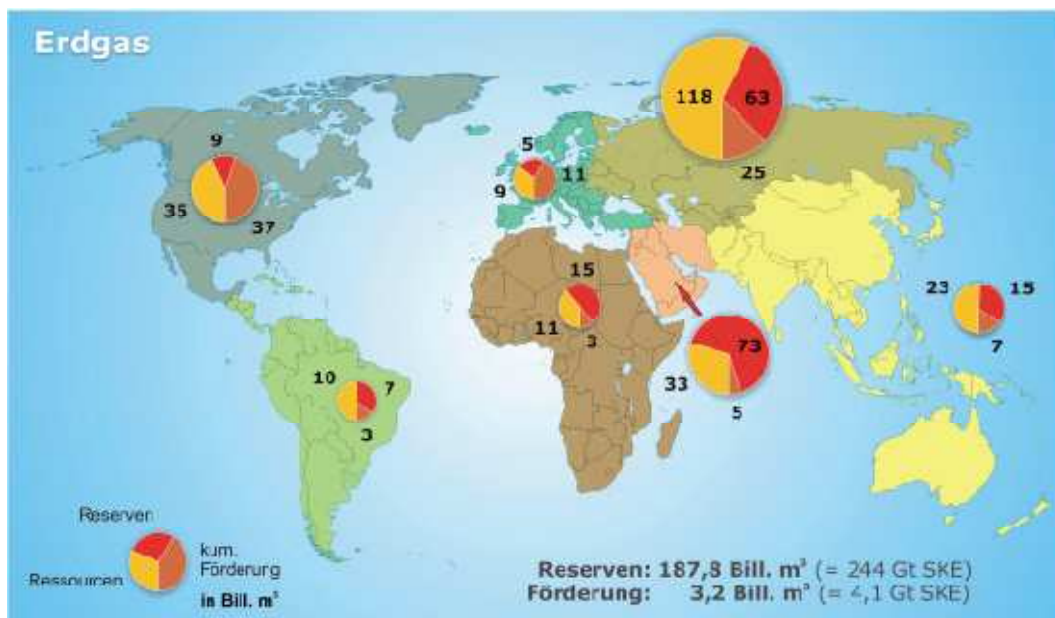 Erdgas
118
63
25
9
35
37
5
9
11
15
11
3
23
15
7
73
33
5
10
7
3
Reserven
Ressourcen
kum.
Förderung
in Bill. m³
Reserven: 187,8 Bill. m³ (= 244 Gt SKE)
Förderung: 3,2 Bill. m³ (= 4,1 Gt SKE)